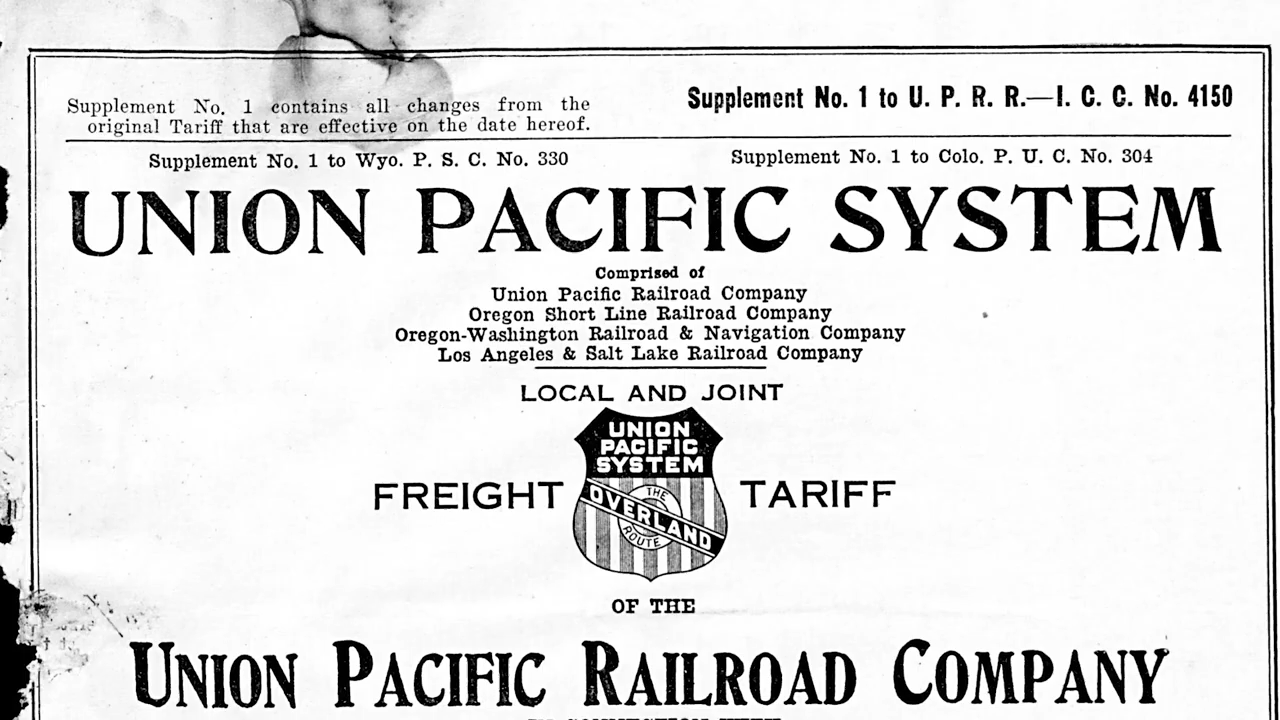 Supplement No. 1 contains all changes from the
original Tariff that are effective on the date hereof.
Supplement No. 1 to U. P. R. R.—I. C. C. No. 4150
Supplement No. 1 to Wyo. P. S. C. No. 330
Supplement No. 1 to Colo. P. U. C. No. 304
UNION PACIFIC SYSTEM
Comprised of
Union Pacific Railroad Company
Oregon Short Line Railroad Company
Oregon-Washington Railroad & Navigation Company
Los Angeles & Salt Lake Railroad Company
LOCAL AND JOINT
UNION
PACIFIC
SYSTEM
THE
OVERLAND
ROUTE
FREIGHT TARIFF
OF THE
UNION PACIFIC RAILROAD COMPANY